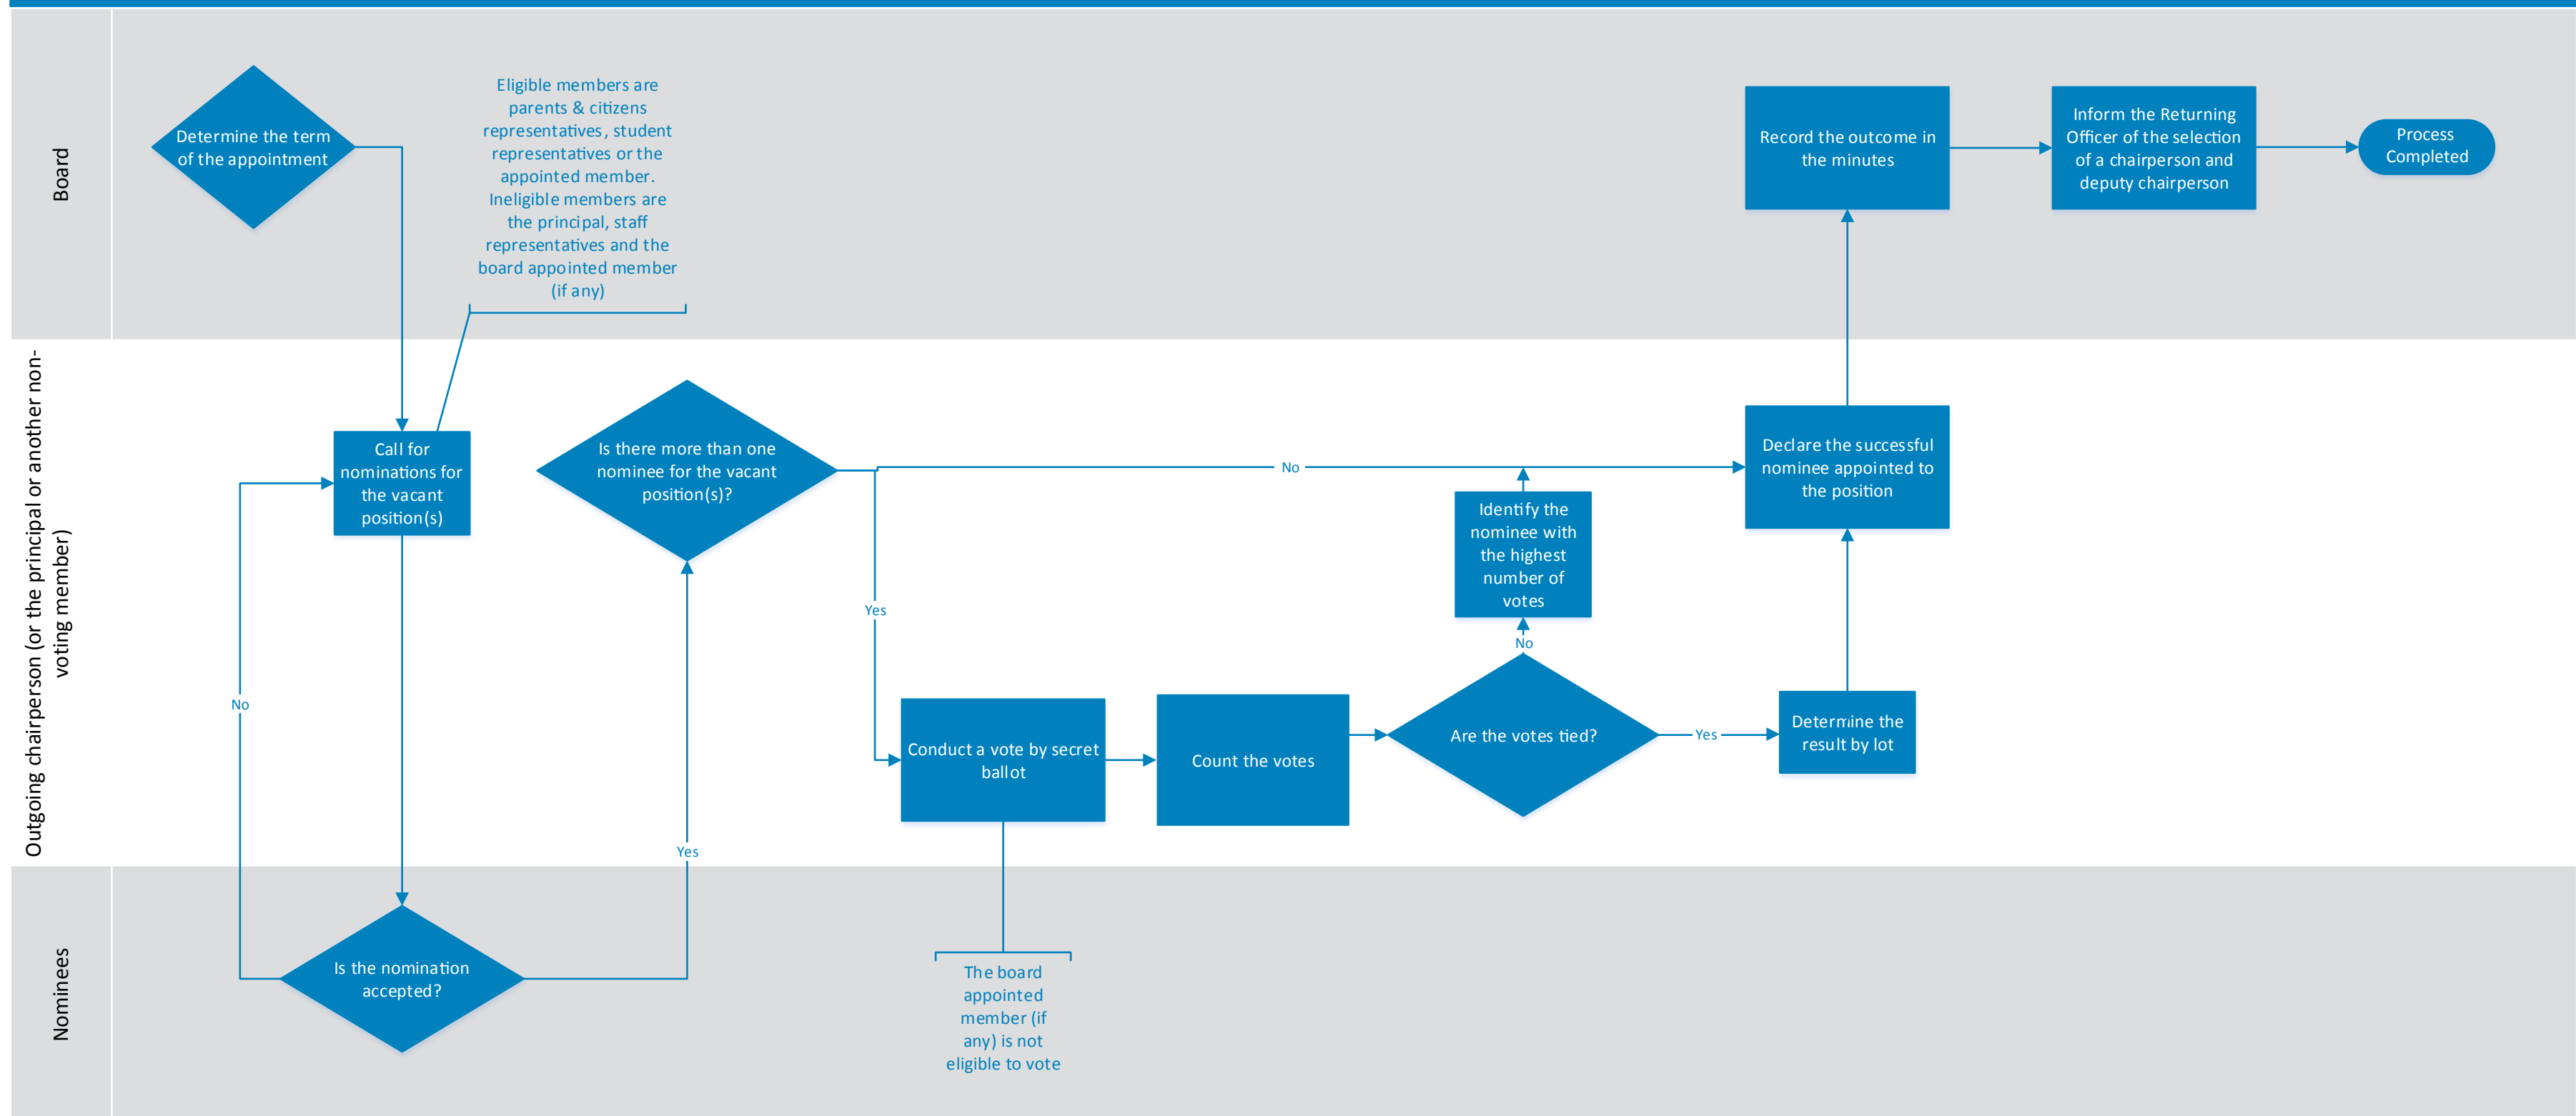 Board
Determine the term
of the appointment
Eligible members are
parents & citizens
representatives, student
representatives or the
appointed member.
Ineligible members are
the principal, staff
representatives and the
board appointed member
(if any)
Record the outcome in
the minutes
Inform the Returning
Officer of the selection
of a chairperson and
deputy chairperson
Process
Completed
Outgoing chairperson (or the principal or another non-
voting member)
Call for
nominations for
the vacant
position(s)
Is there more than one
nominee for the vacant
position(s)?
No
Declare the successful
nominee appointed to
the position
Identify the
nominee with
the highest
number of
votes
Yes
No
No
Conduct a vote by secret
ballot
Count the votes
Are the votes tied?
Yes
Determine the
result by lot
Yes
Nominees
Is the nomination
accepted?
The board
appointed
member (if
any) is not
eligible to vote